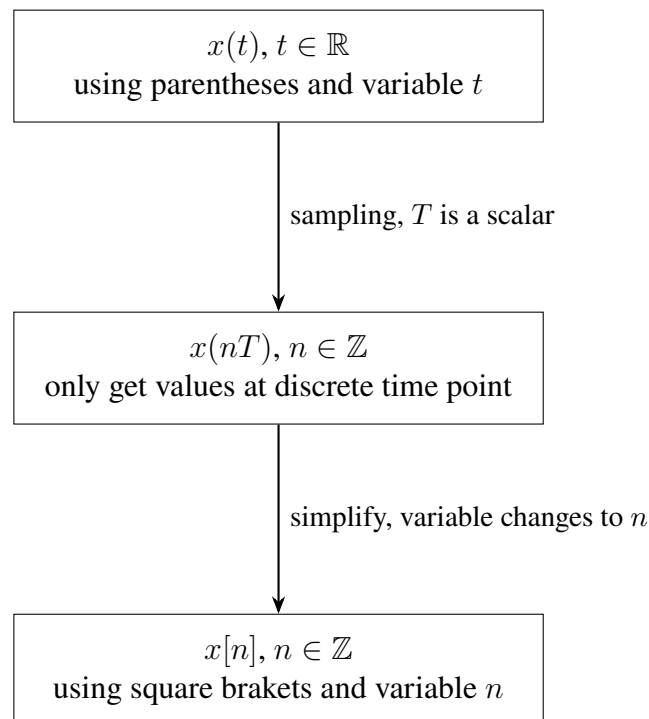 x(t), t ∈ ℝ
using parentheses and variable t
sampling, T is a scalar
x(nT), n ∈ ℤ
only get values at discrete time point
simplify, variable changes to n
x[n], n ∈ ℤ
using square brakets and variable n